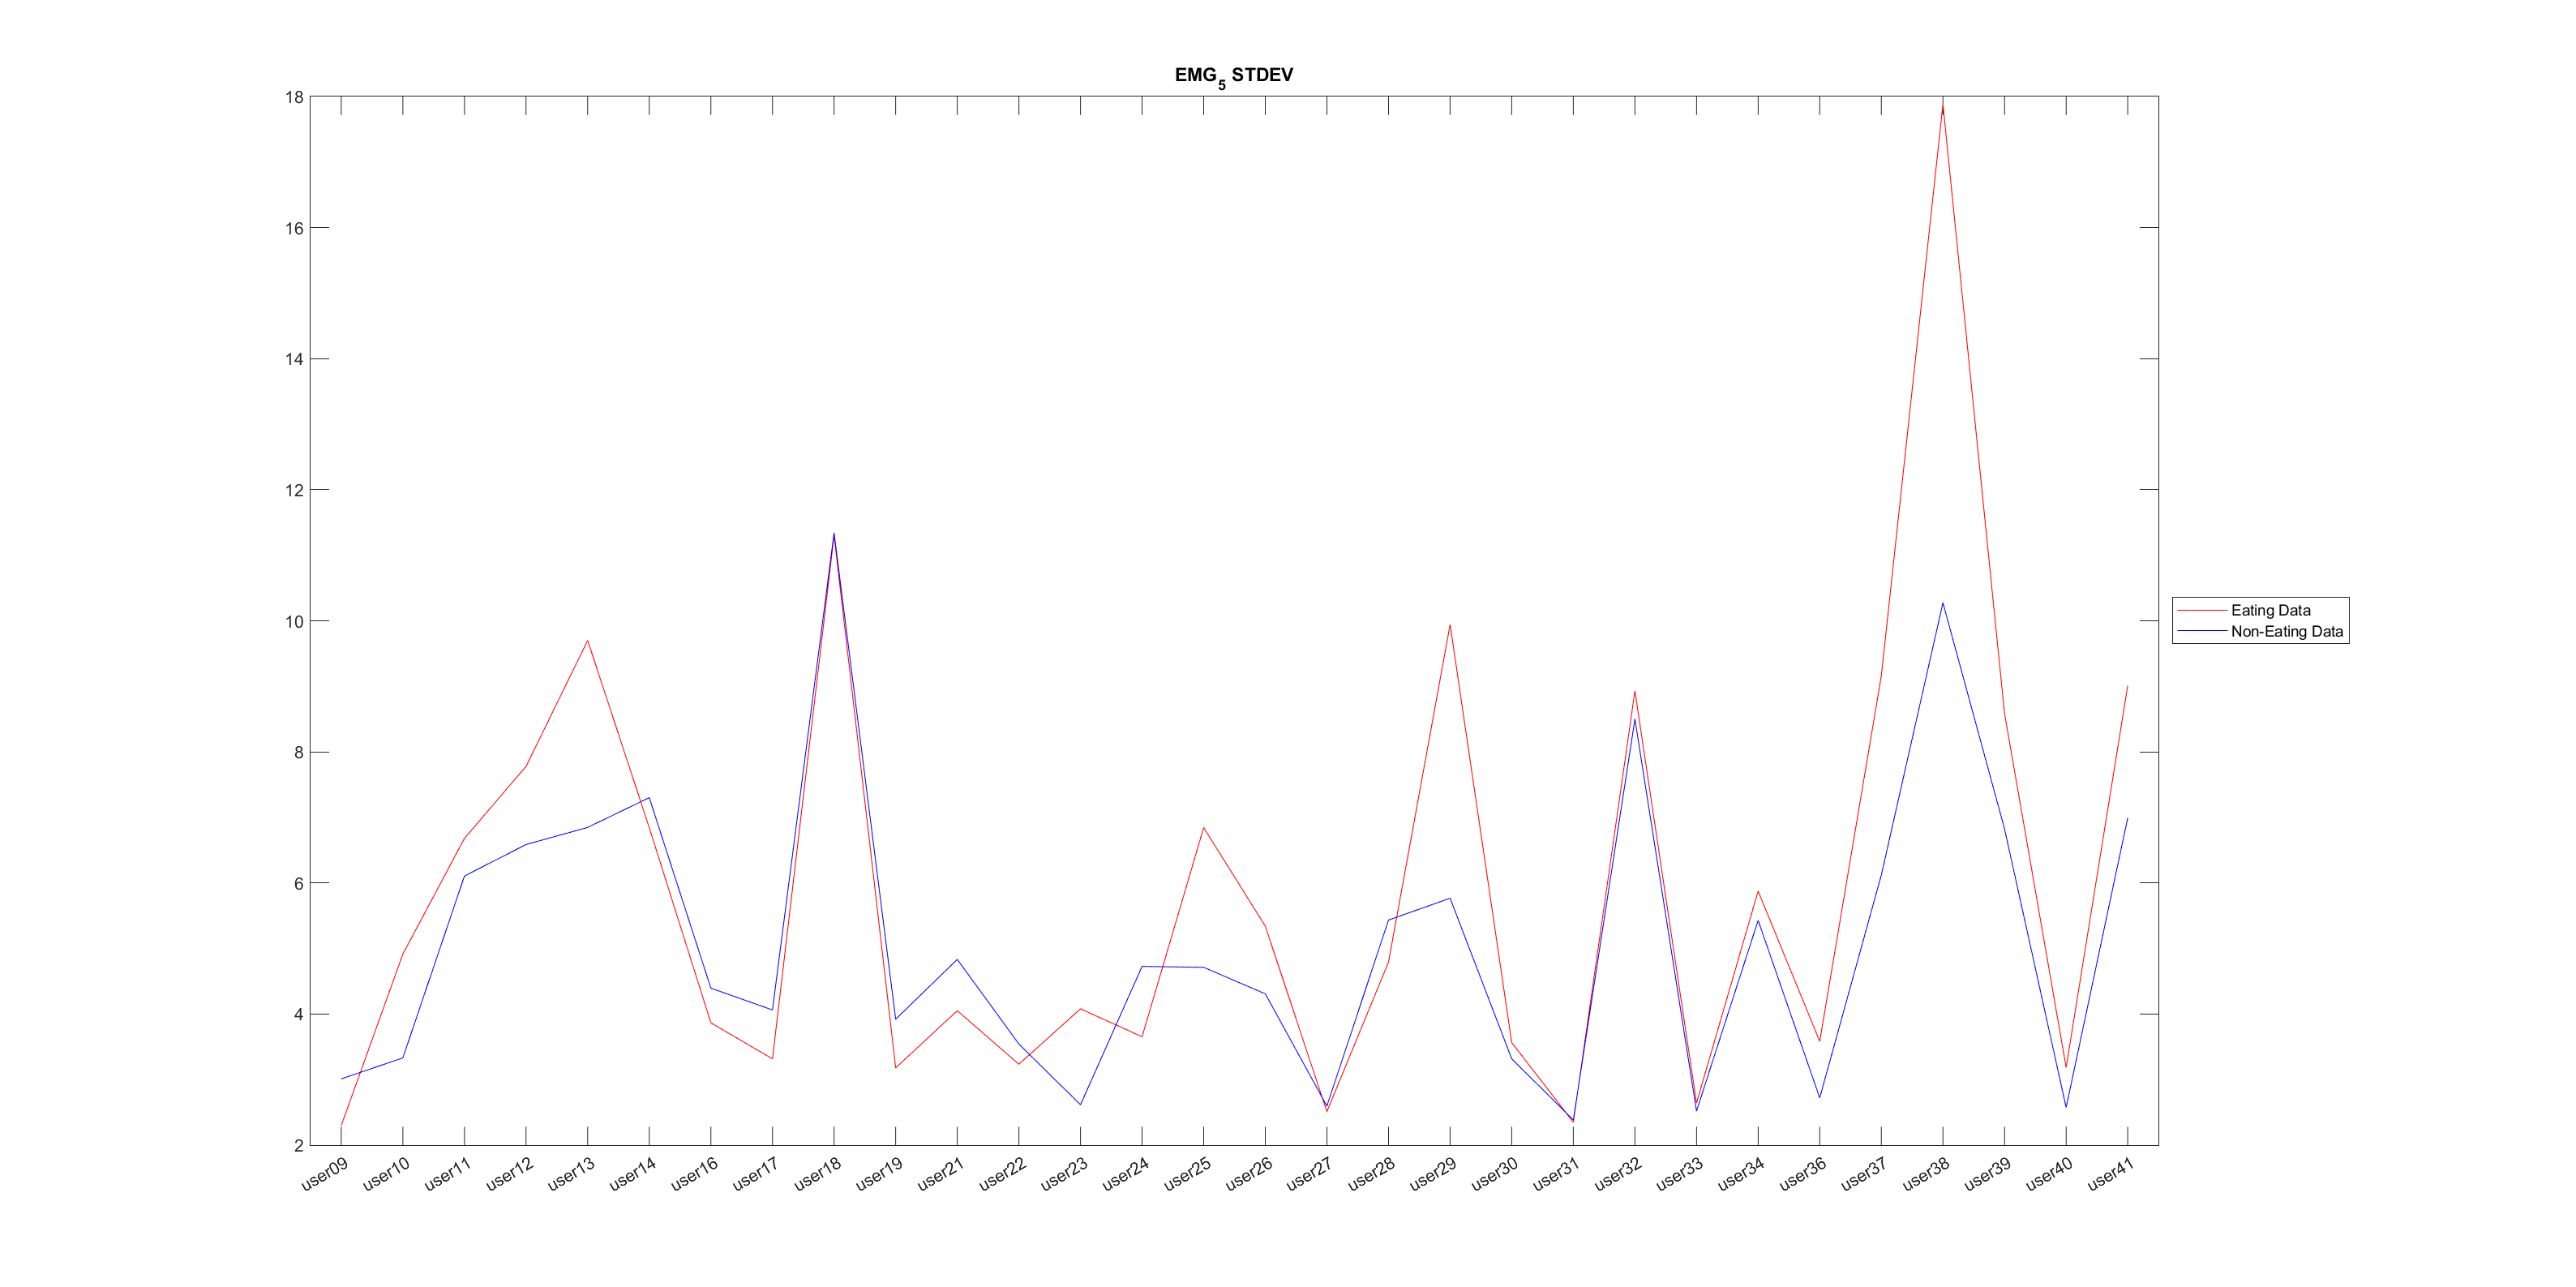 EMG5 STDEV
18
16
14
12
10
8
6
4
2
Eating Data
Non-Eating Data
user09 user10 user11 user12 user13 user14 user16 user17 user18 user19 user21 user22 user23 user24 user25 user26 user27 user28 user29 user30 user31 user32 user33 user34 user36 user37 user38 user39 user40 user41